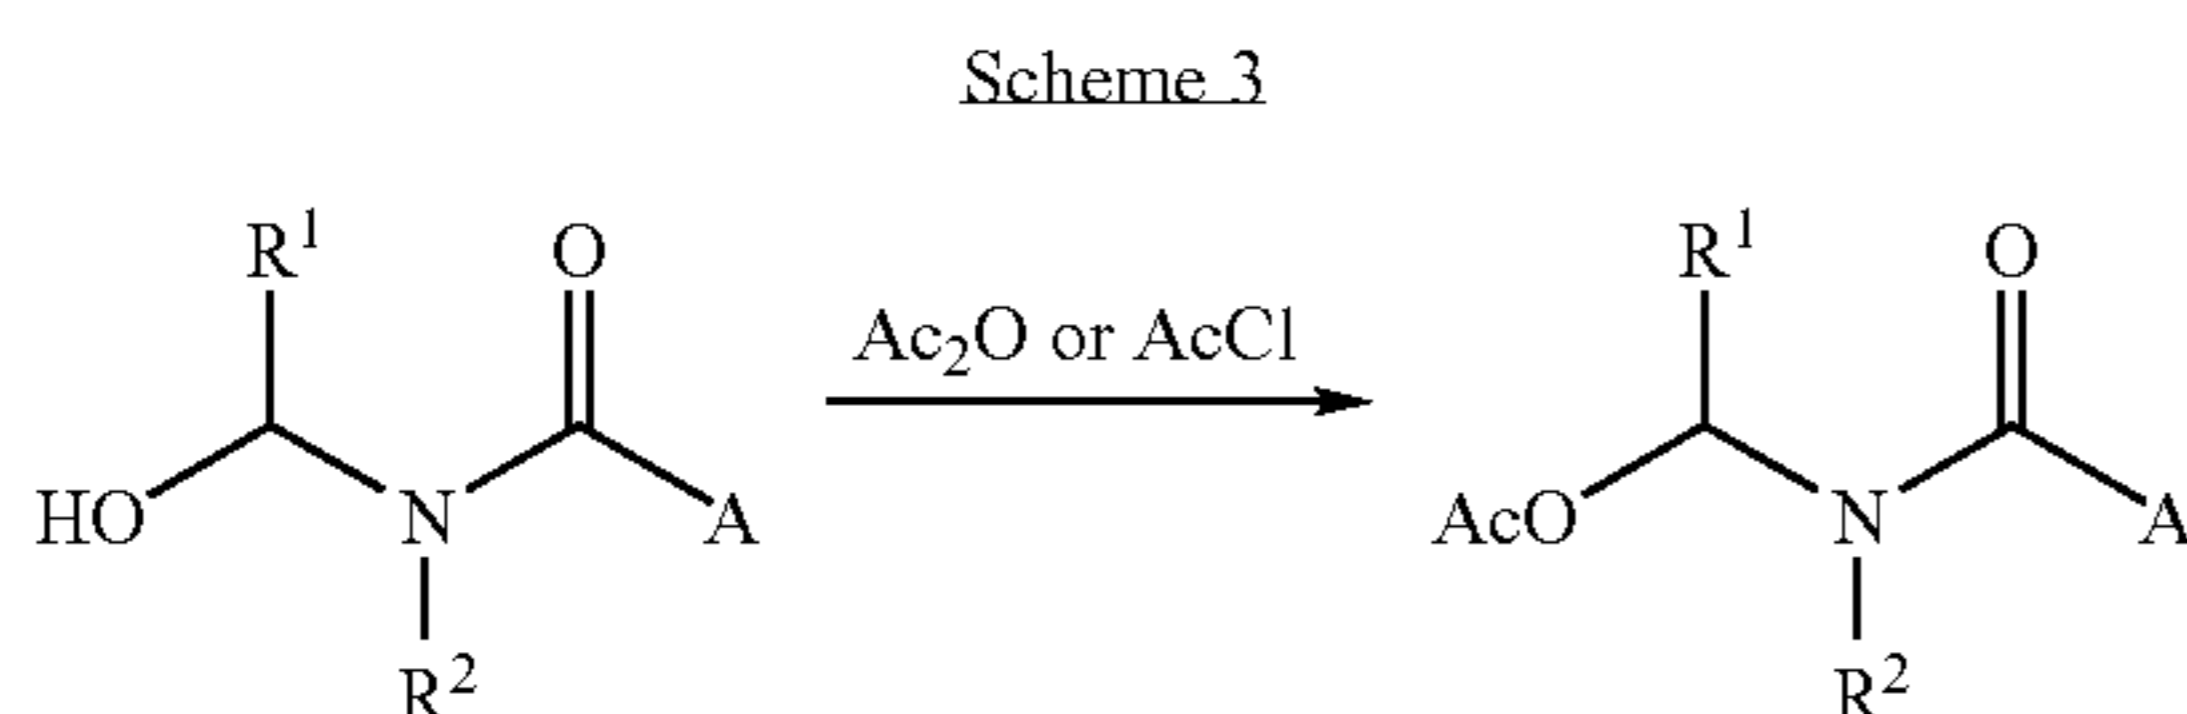 Scheme 3
R¹ O R¹ O
Ac₂O or AcCl
HO N A AcO N A
R² R²